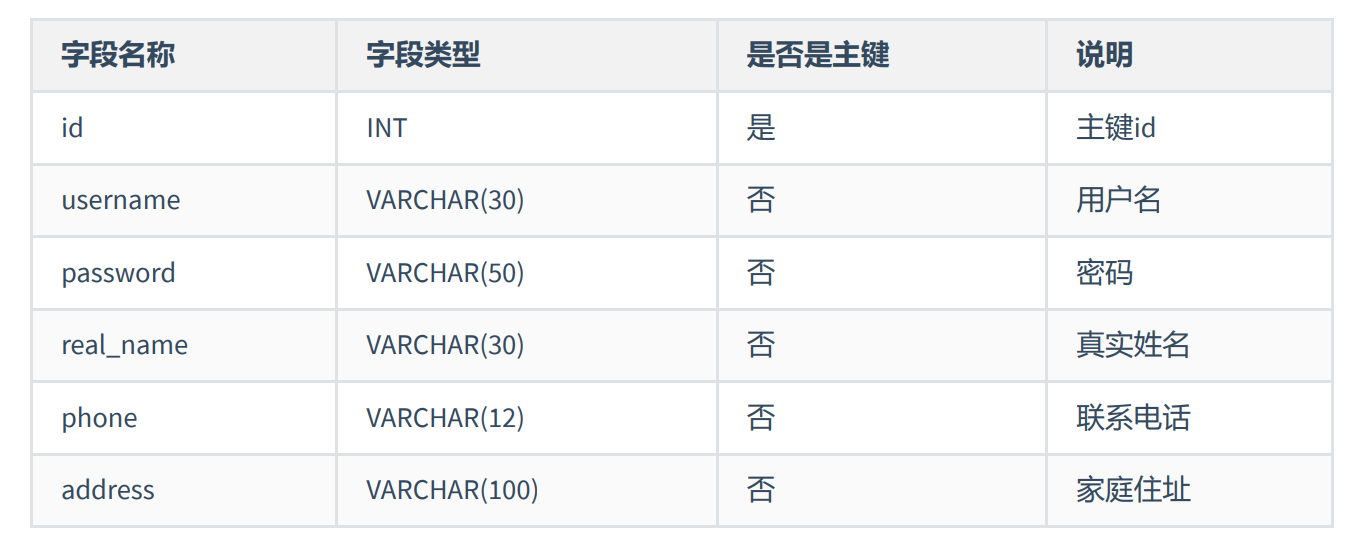 字段名称 字段类型 是否是主键 说明
id INT 是 主键id
username VARCHAR(30) 否 用户名
password VARCHAR(50) 否 密码
real_name VARCHAR(30) 否 真实姓名
phone VARCHAR(12) 否 联系电话
address VARCHAR(100) 否 家庭住址